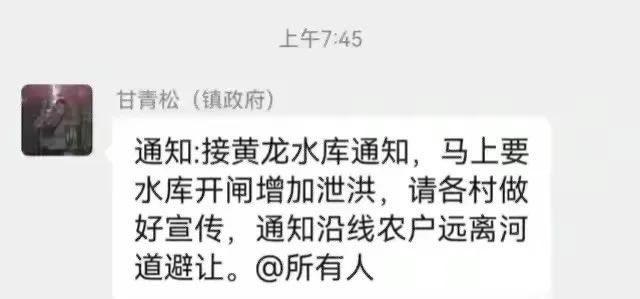 上午7:45
甘青松（镇政府）
通知:接黄龙水库通知，马上要
水库开闸增加泄洪，请各村做
好宣传，通知沿线农户远离河
道避让。@所有人